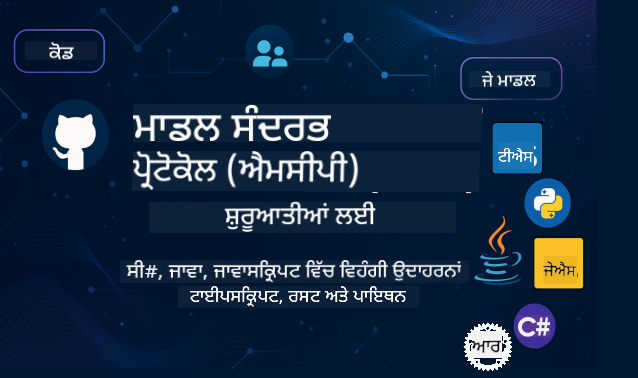 ਕੋਡ
ਜੇ ਮਾਡਲ
ਮਾਡਲ ਸੰਦਰਭ
ਪ੍ਰੋਟੋਕੋਲ (ਐਮਸੀਪੀ)
ਸ਼ੁਰੂਆਤੀਆਂ ਲਈ
ਸੀ#, ਜਾਵਾ, ਜਾਵਾਸਕ੍ਰਿਪਟ ਵਿੱਚ ਵਿਹੰਗੀ ਉਦਾਹਰਨਾਂ
ਟਾਈਪਸਕ੍ਰਿਪਟ, ਰਸਟ ਅਤੇ ਪਾਇਥਨ
ਟੀਐਸ
ਜੇਐਸ
C#
ਆਰ